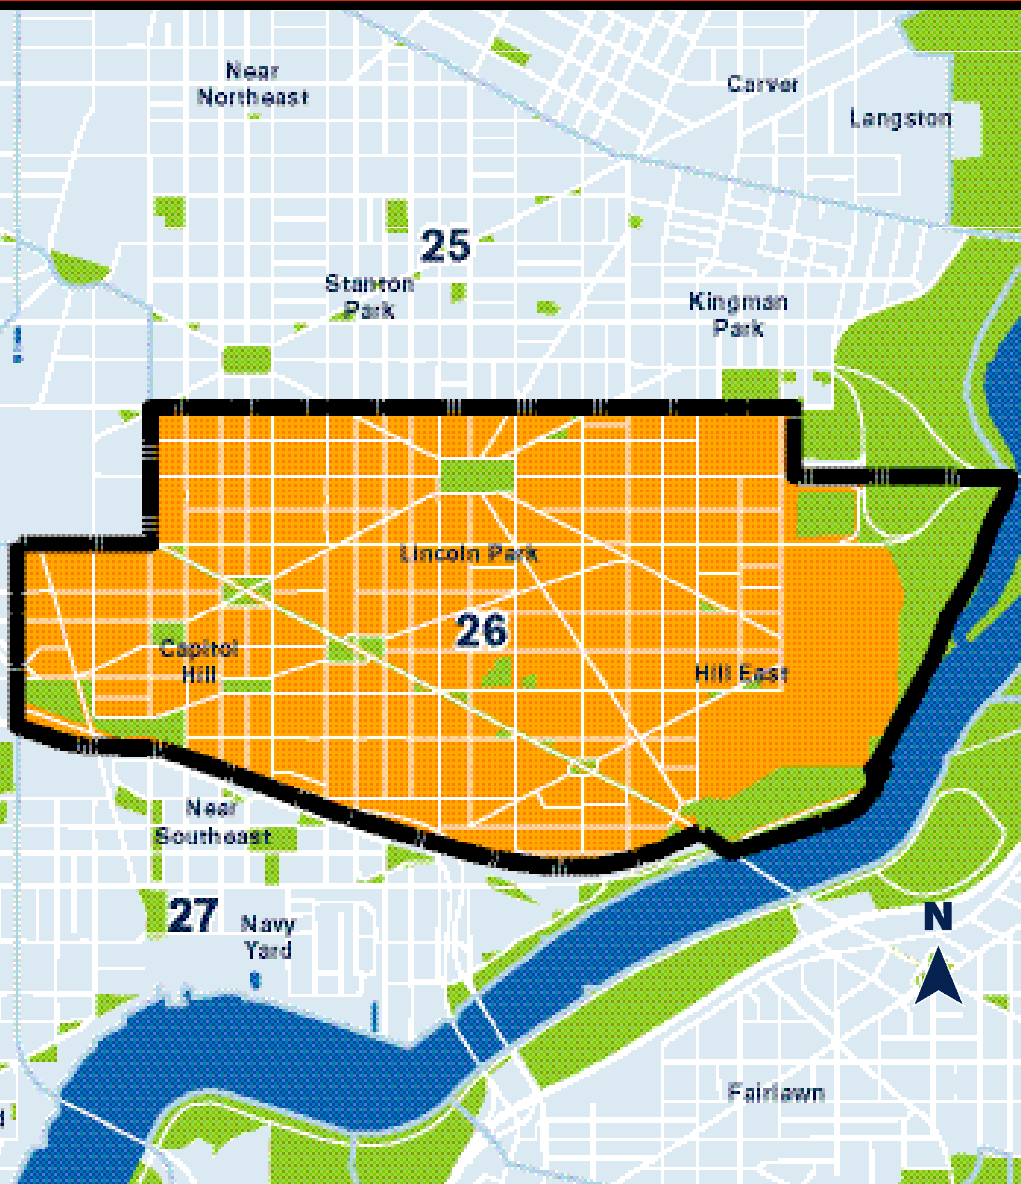 Near
Northeast
Carver
Langston
25
Stanton
Park
Kingman
Park
Lincoln Park
26
Capitol
Hill
Hill East
Near
Southeast
27
Navy
Yard
N
Fairlawn